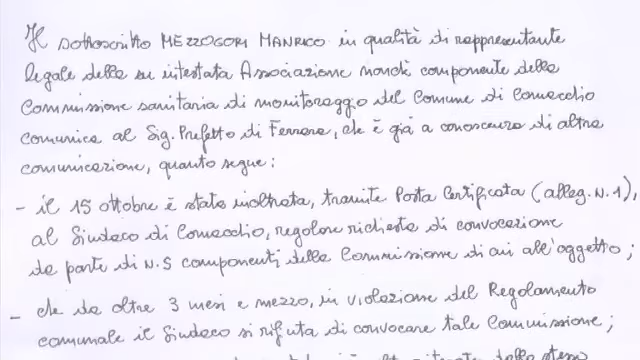 Il sottoscritto MEZZOGORI MANRICO in qualità di rappresentante
legale della su intestata Associazione nonchè componente della
Commissione sanitaria di monitoraggio del Comune di Comacchio
comunica al Sig. Prefetto di Ferrara, che è già a conoscenza di altra
comunicazione, quanto segue:
- il 15 ottobre è stata inoltrata, tramite Posta Certificata (alleg. N.1),
al Sindaco di Comacchio, regolare richiesta di convocazione
da parte di N.5 componenti della Commissione di cui all'oggetto;
- che da oltre 3 mesi e mezzo, in violazione del Regolamento
comunale il Sindaco si rifiuta di convocare tale Commissione;
dello stesso